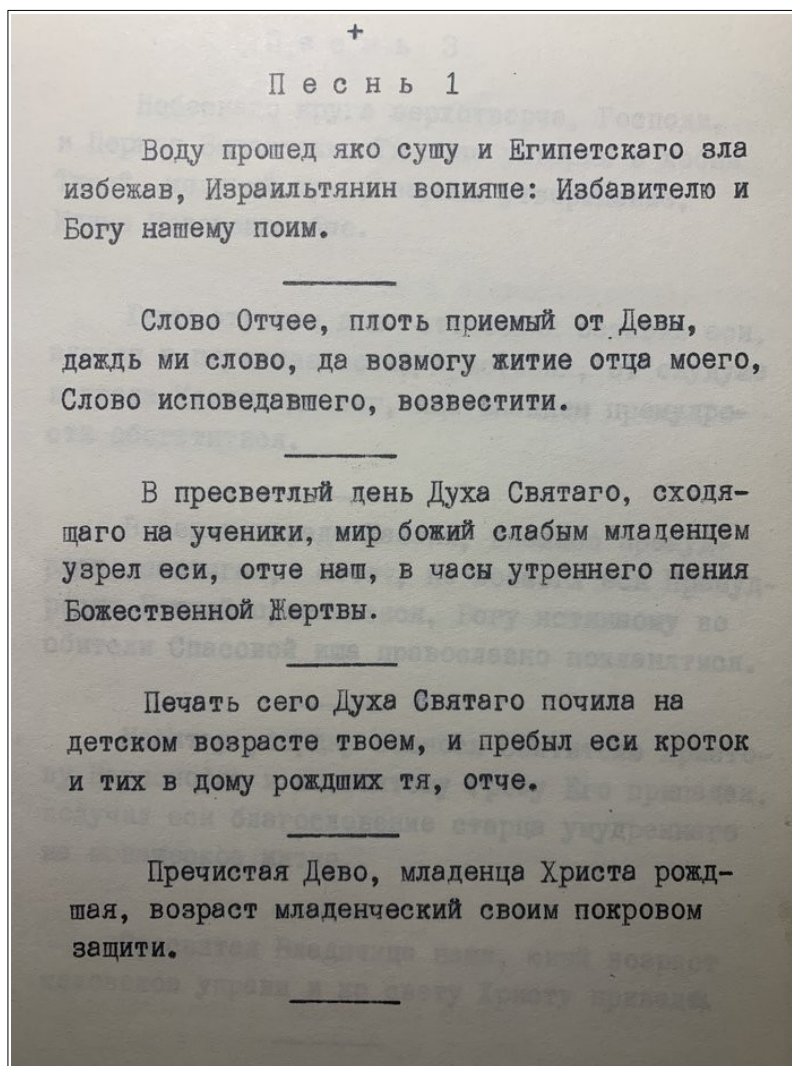 +
Песнь 1
Воду прошед яко сушу и Египетскаго зла
избежав, Израильтянин вопияше: Избавителю и
Богу нашему поим.
Слово Отчее, плоть приемый от Девы,
даждь ми слово, да возмогу житие отца моего,
Слово исповедавшего, возвестити.
В пресветлый день Духа Святаго, сходя-
щаго на ученики, мир божий слабым младенцем
узрел еси, отче наш, в часы утреннего пения
Божественной Жертвы.
Печать сего Духа Святаго почила на
детском возрасте твоем, и пребыл еси кроток
и тих в дому рождших тя, отче.
Пречистая Дево, младенца Христа рожд-
шая, возраст младенческий своим покровом
защити.